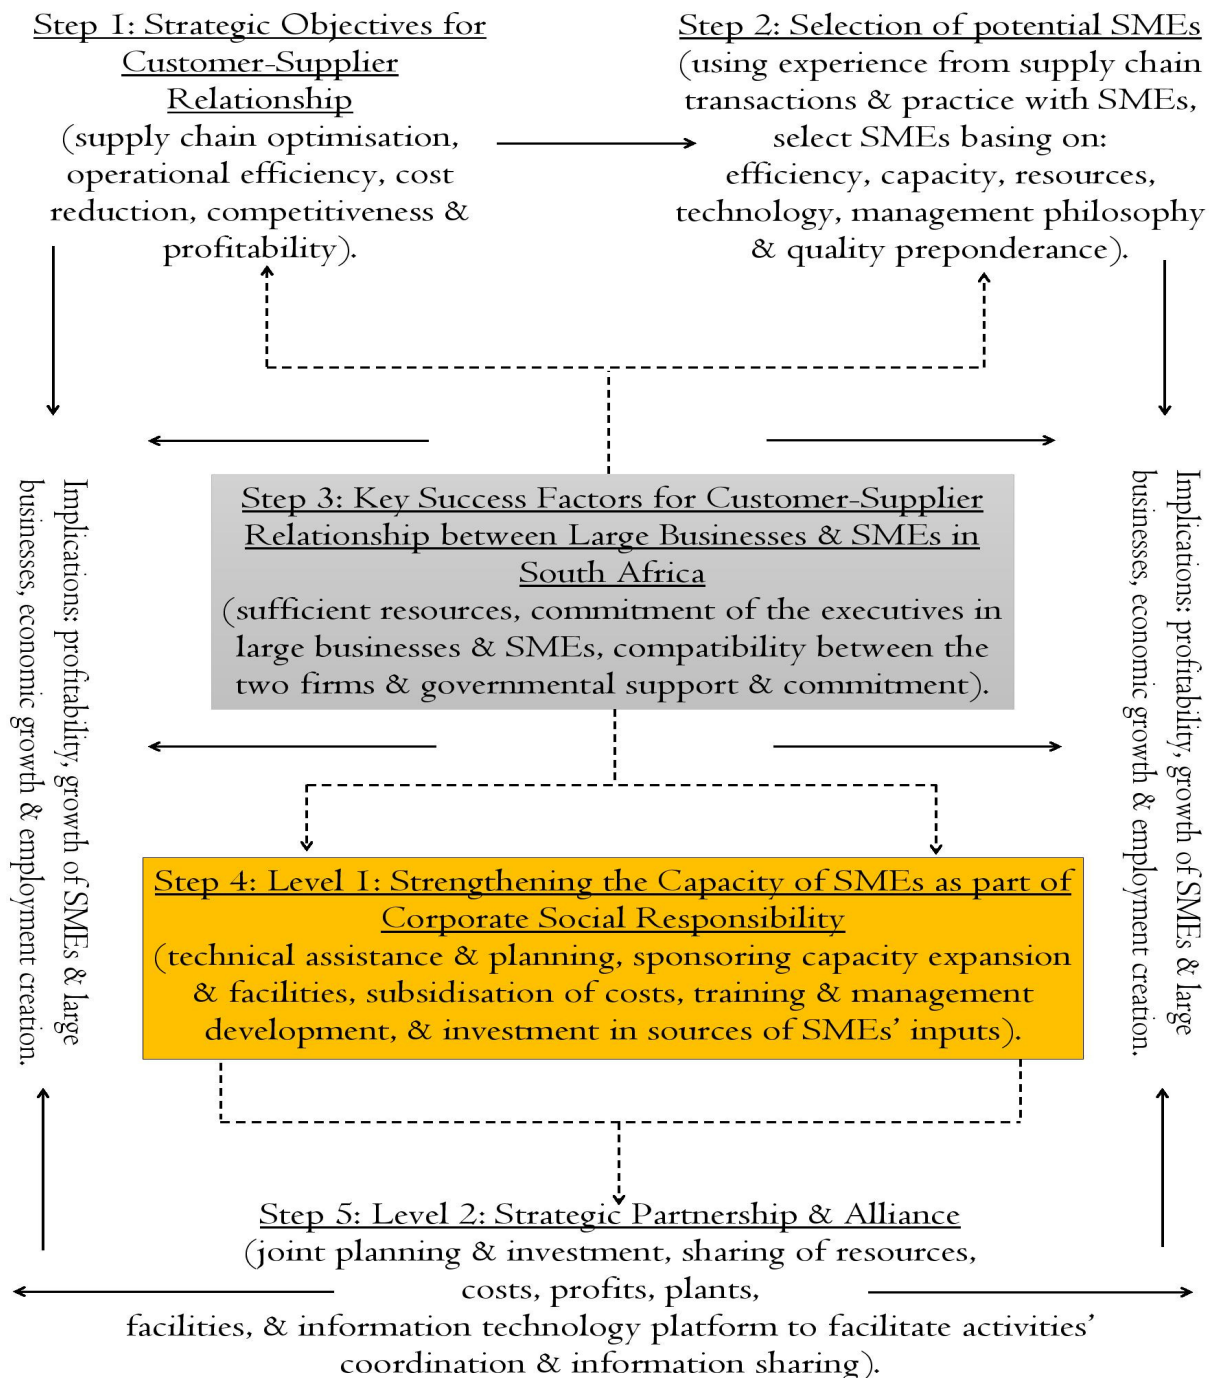 Step 1: Strategic Objectives for
Customer-Supplier
Relationship
(supply chain optimisation,
operational efficiency, cost
reduction, competitiveness &
profitability).
Step 2: Selection of potential SMEs
(using experience from supply chain
transactions & practice with SMEs,
select SMEs basing on:
efficiency, capacity, resources,
technology, management philosophy
& quality preponderance).
Implications: profitability, growth of SMEs & large
businesses, economic growth & employment creation.
Step 3: Key Success Factors for Customer-Supplier
Relationship between Large Businesses & SMEs in
South Africa
(sufficient resources, commitment of the executives in
large businesses & SMEs, compatibility between the
two firms & governmental support & commitment).
Implications: profitability, growth of SMEs & large
businesses, economic growth & employment creation.
Step 4: Level 1: Strengthening the Capacity of SMEs as part of
Corporate Social Responsibility
(technical assistance & planning, sponsoring capacity expansion
& facilities, subsidisation of costs, training & management
development, & investment in sources of SMEs’ inputs).
Step 5: Level 2: Strategic Partnership & Alliance
(joint planning & investment, sharing of resources,
costs, profits, plants,
facilities, & information technology platform to facilitate activities’
coordination & information sharing).